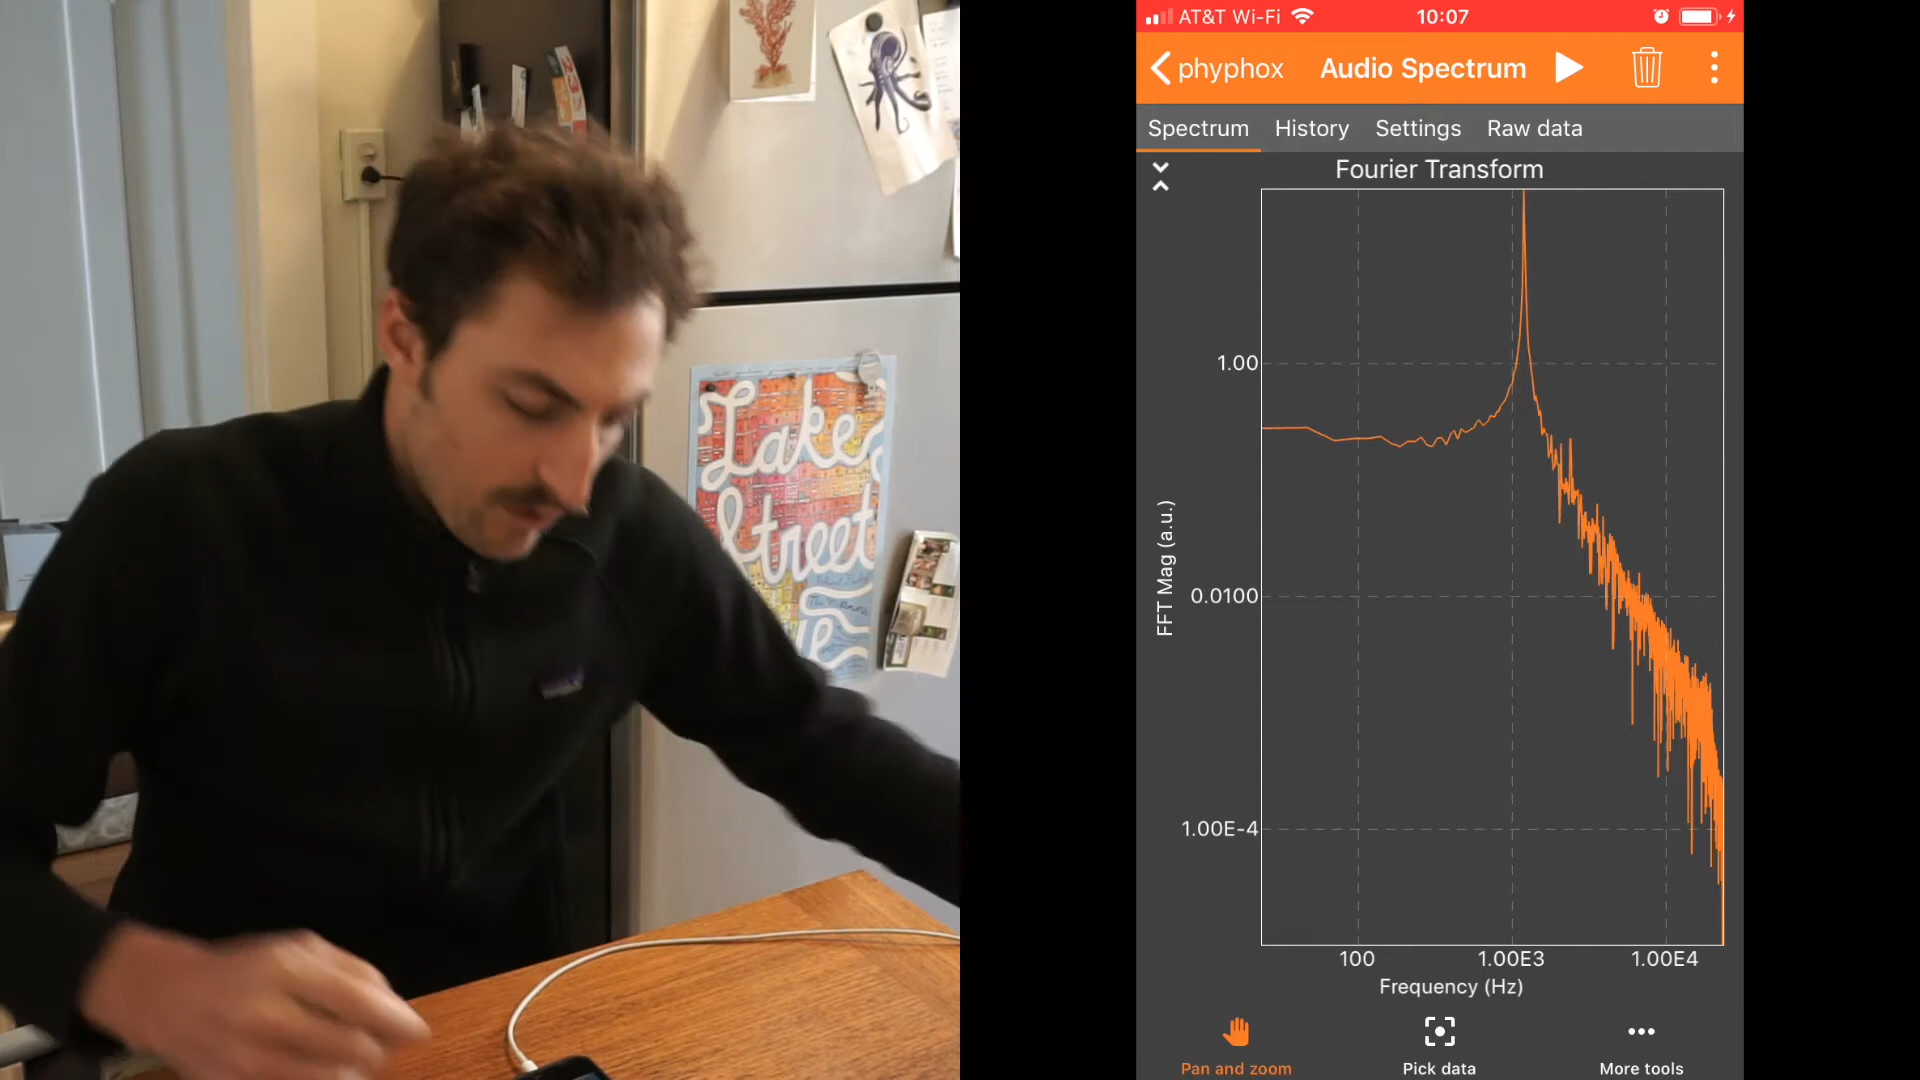 Lake
Street
AT&T Wi-Fi
10:07
phyphox
Audio Spectrum
Spectrum
History
Settings
Raw data
Fourier Transform
1.00
0.0100
1.00E-4
FFT Mag (a.u.)
100
1.00E3
1.00E4
Frequency (Hz)
Pan and zoom
Pick data
More tools